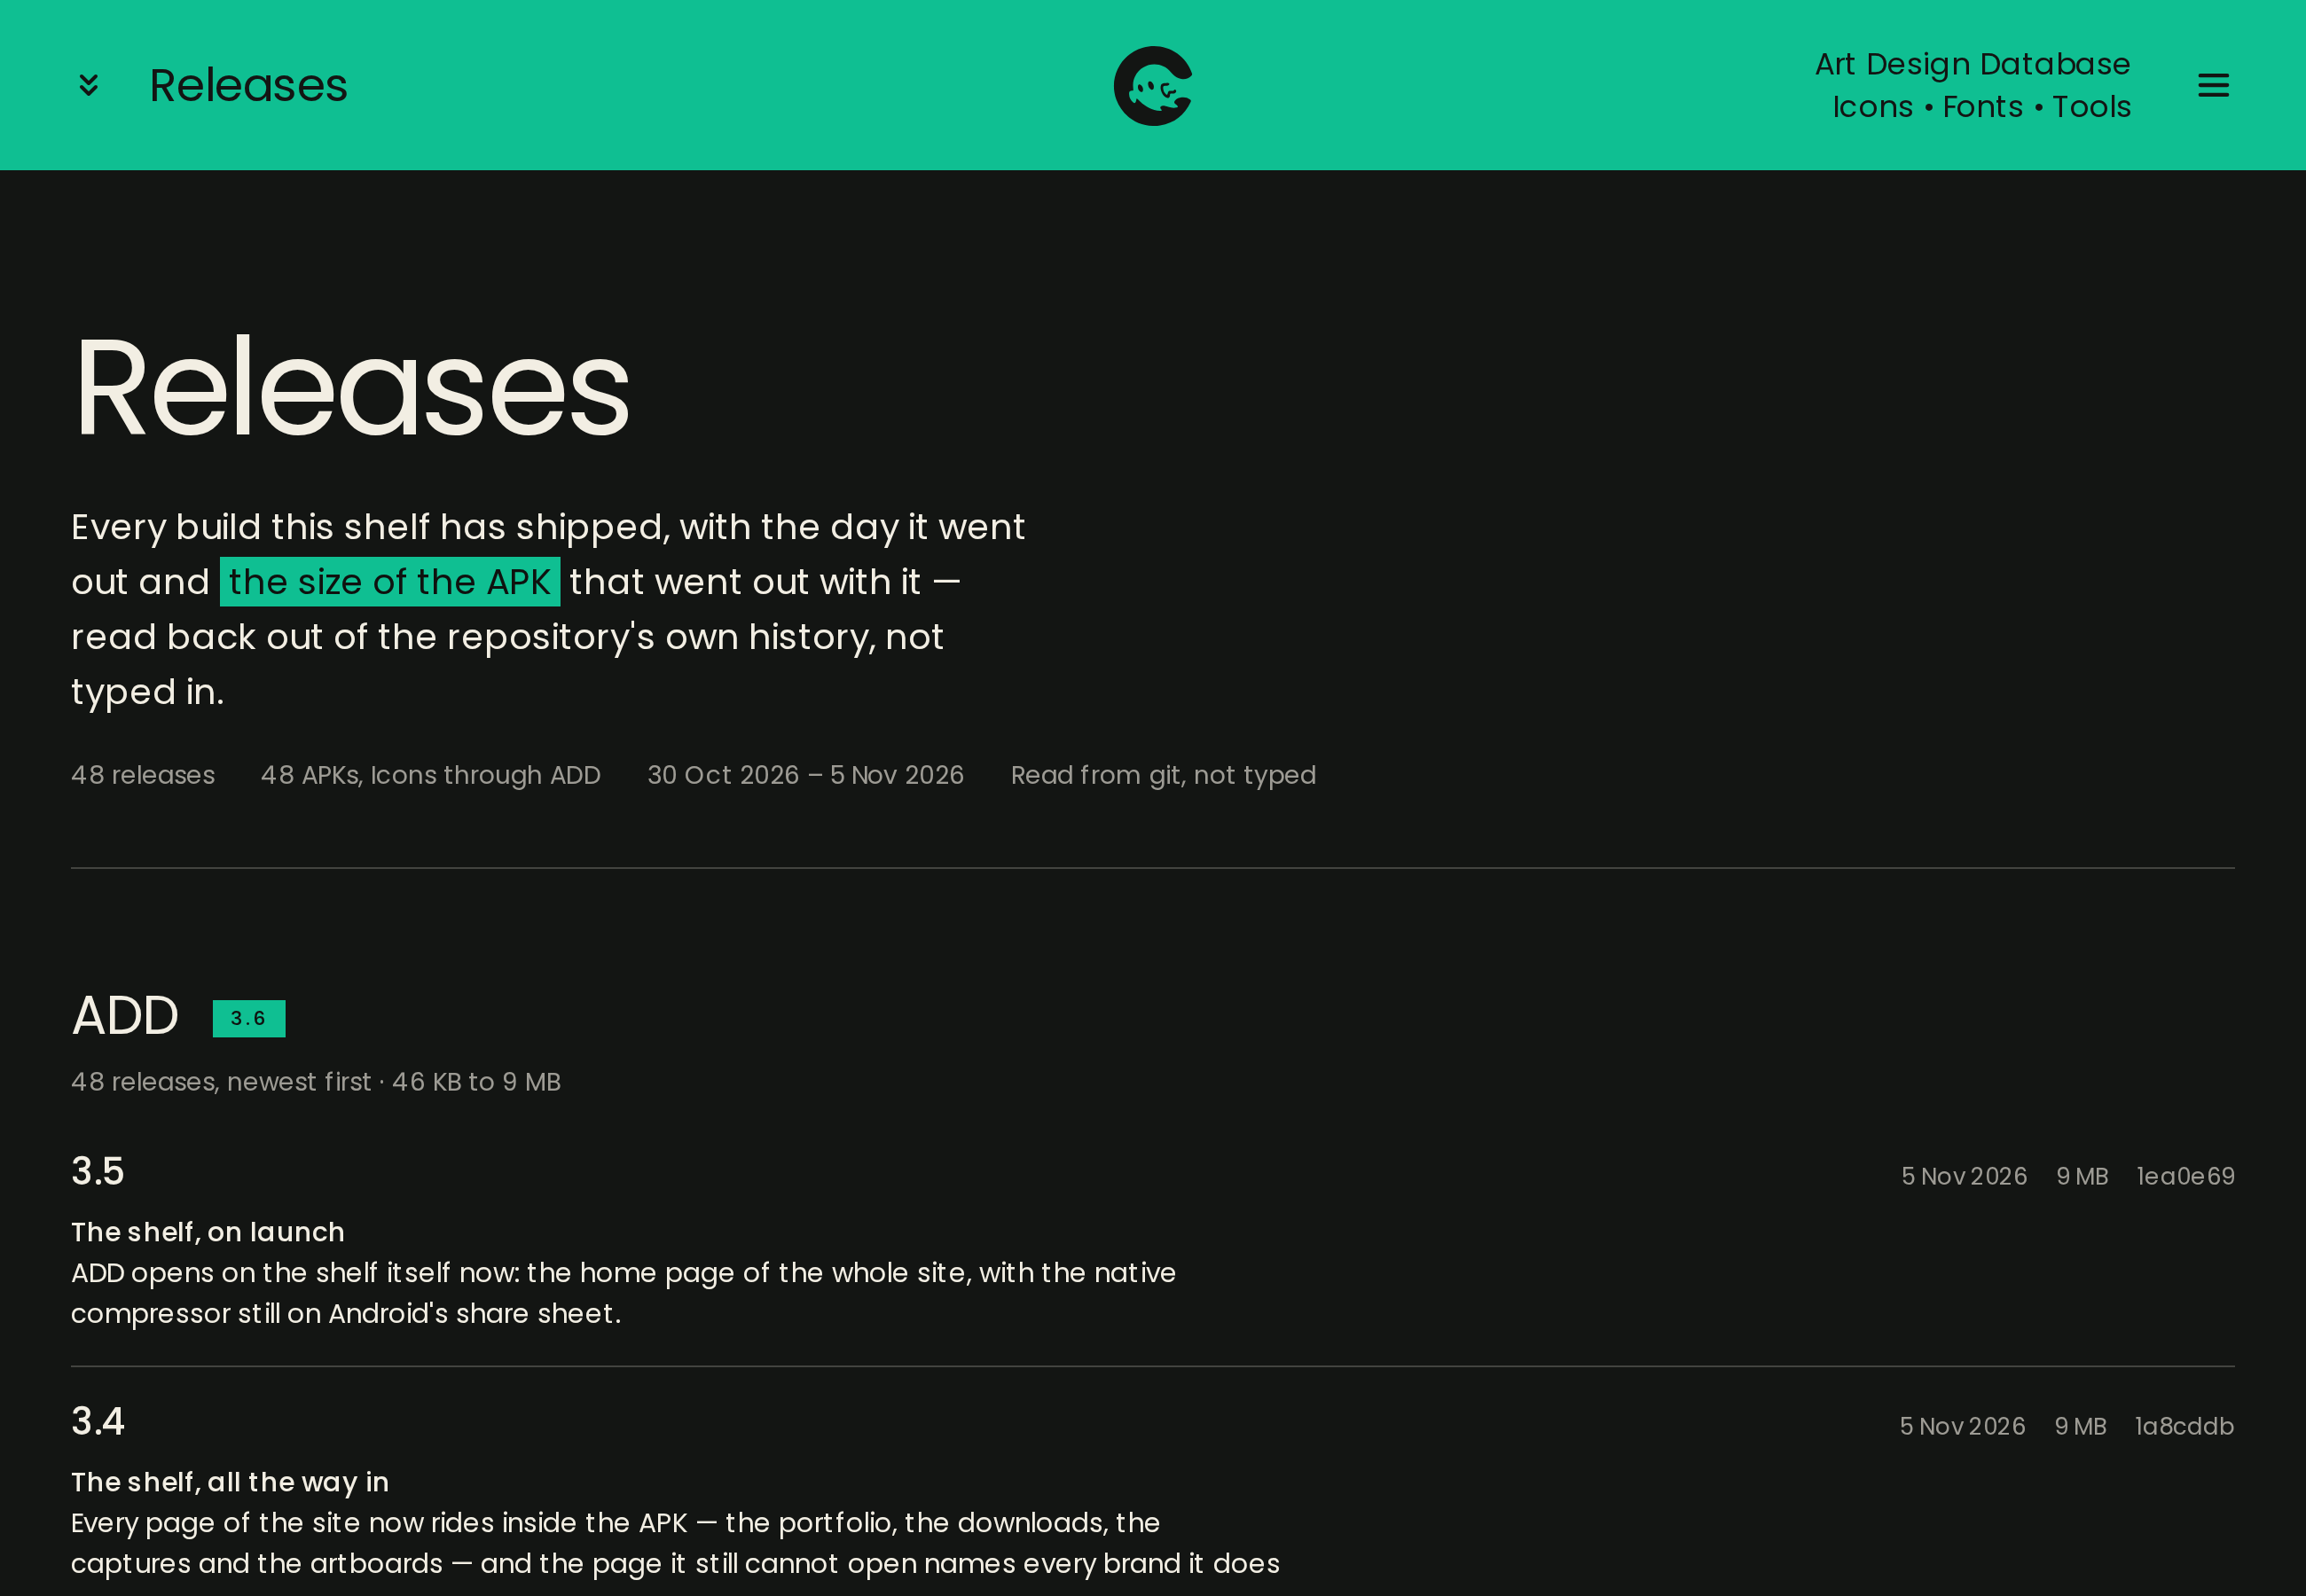 Releases
Art Design Database
Icons • Fonts • Tools
Releases
Every build this shelf has shipped, with the day it went
out and the size of the APK that went out with it —
read back out of the repository's own history, not
typed in.
48 releases 48 APKs, Icons through ADD 30 Oct 2026 – 5 Nov 2026 Read from git, not typed
ADD 3.6
48 releases, newest first · 46 KB to 9 MB
3.5 5 Nov 2026 9 MB 1ea0e69
The shelf, on launch
ADD opens on the shelf itself now: the home page of the whole site, with the native
compressor still on Android's share sheet.
3.4 5 Nov 2026 9 MB 1a8cddb
The shelf, all the way in
Every page of the site now rides inside the APK — the portfolio, the downloads, the
captures and the artboards — and the page it still cannot open names every brand it does